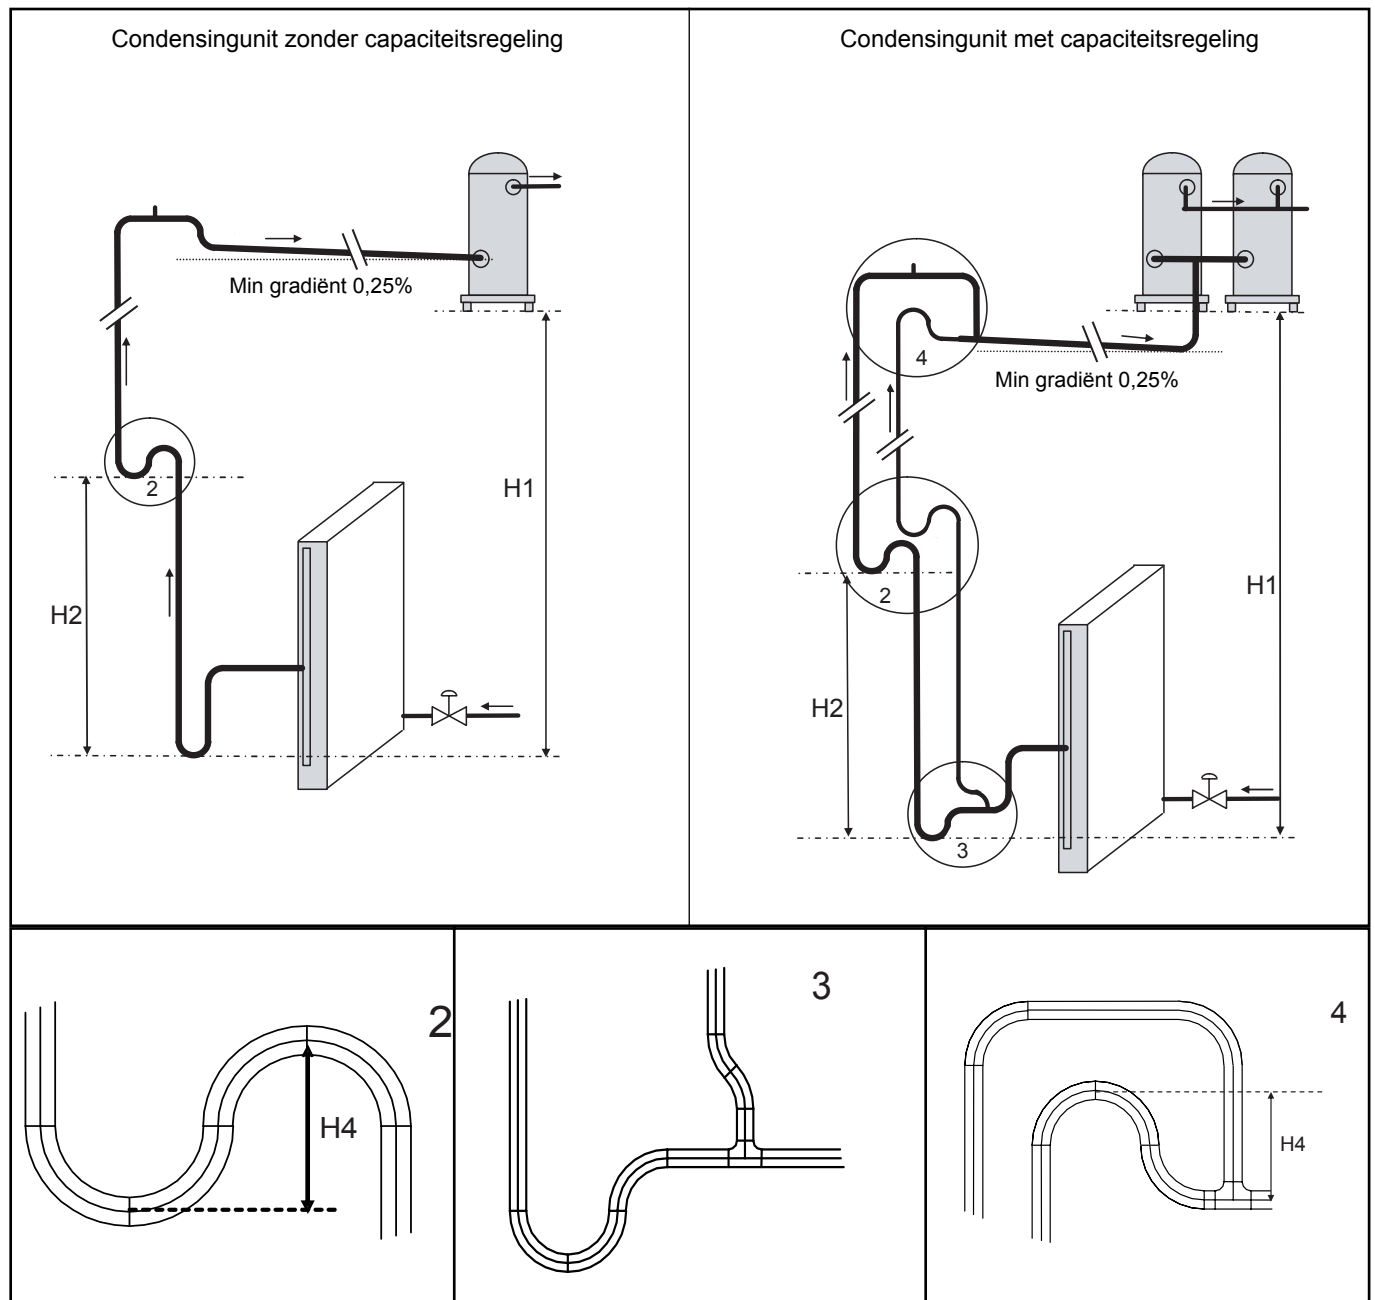 Condensingunit zonder capaciteitsregeling
Min gradiënt 0,25%
2
H1
H2
Condensingunit met capaciteitsregeling
4
Min gradiënt 0,25%
2
H1
H2
3
2
H4
3
4
H4